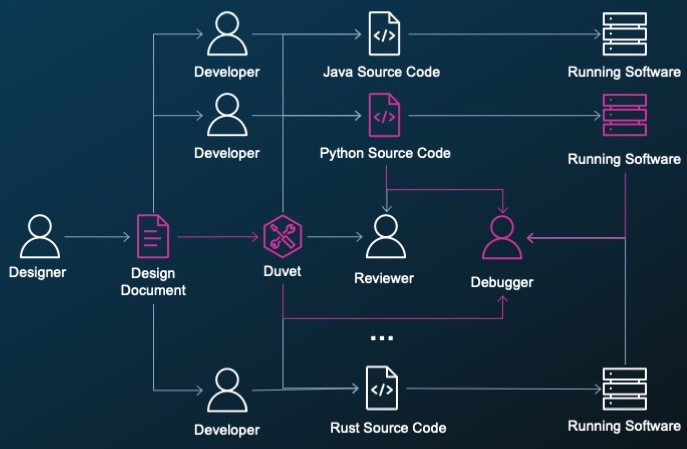 Developer
Java Source Code
Running Software
Developer
Python Source Code
Running Software
Designer
Design
Document
Duvet
Reviewer
Debugger
...
Developer
Rust Source Code
Running Software